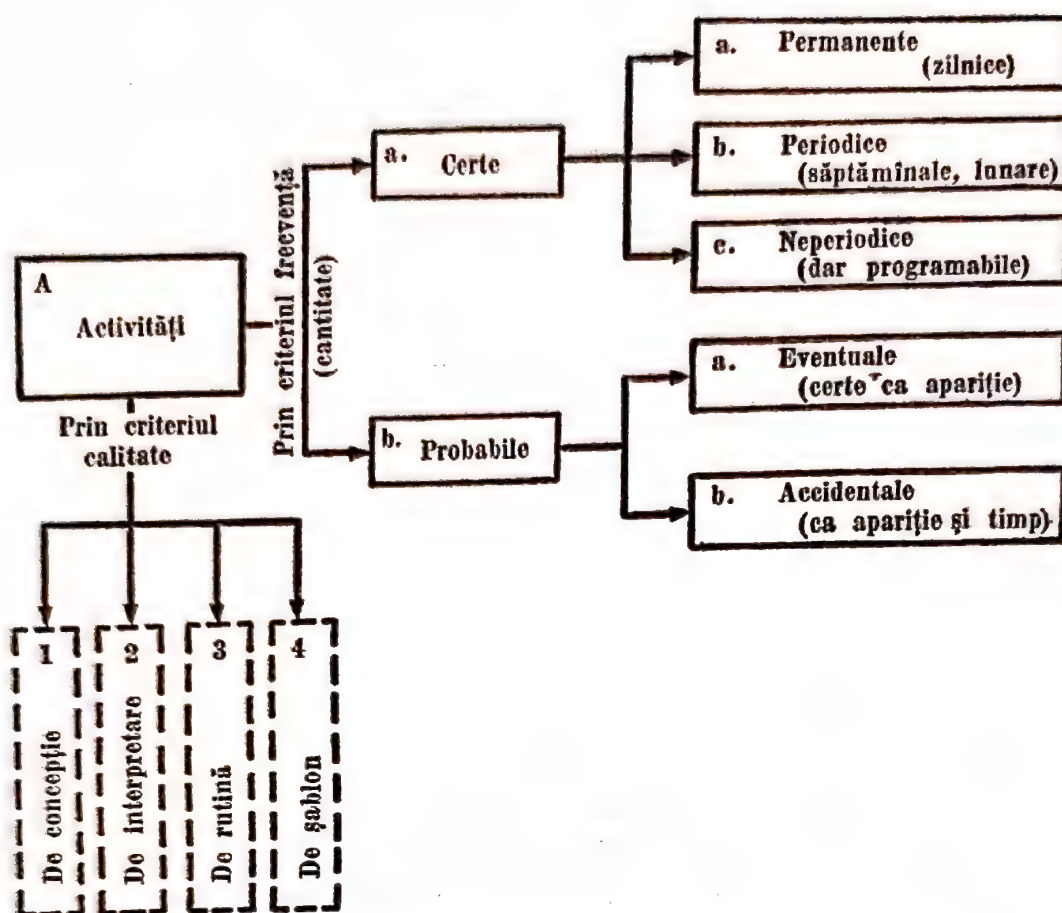 A
Activități
Prin criteriul frecvență
(cantitate)
a. Certe
a. Permanente
(zilnice)
b. Periodice
(săptămînale, lunare)
c. Neperiodice
(dar programabile)
b. Probabile
a. Eventuale
(certe ca apariție)
b. Accidentale
(ca apariție și timp)
Prin criteriul
calitate
1
De concepție
2
De interpretare
3
De rutină
4
De șablon